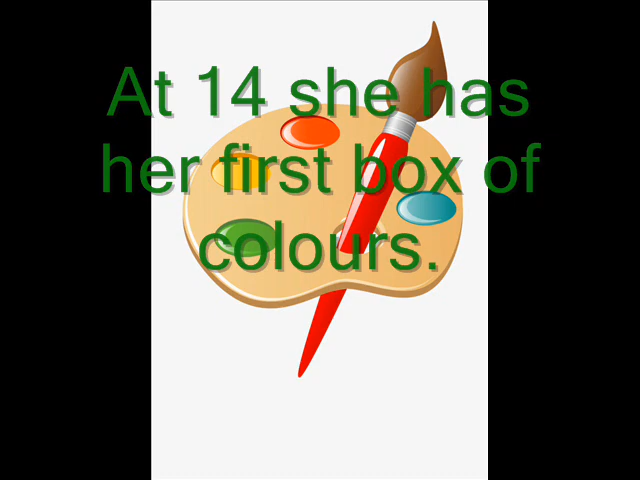 At 14 she has
her first box of
colours.